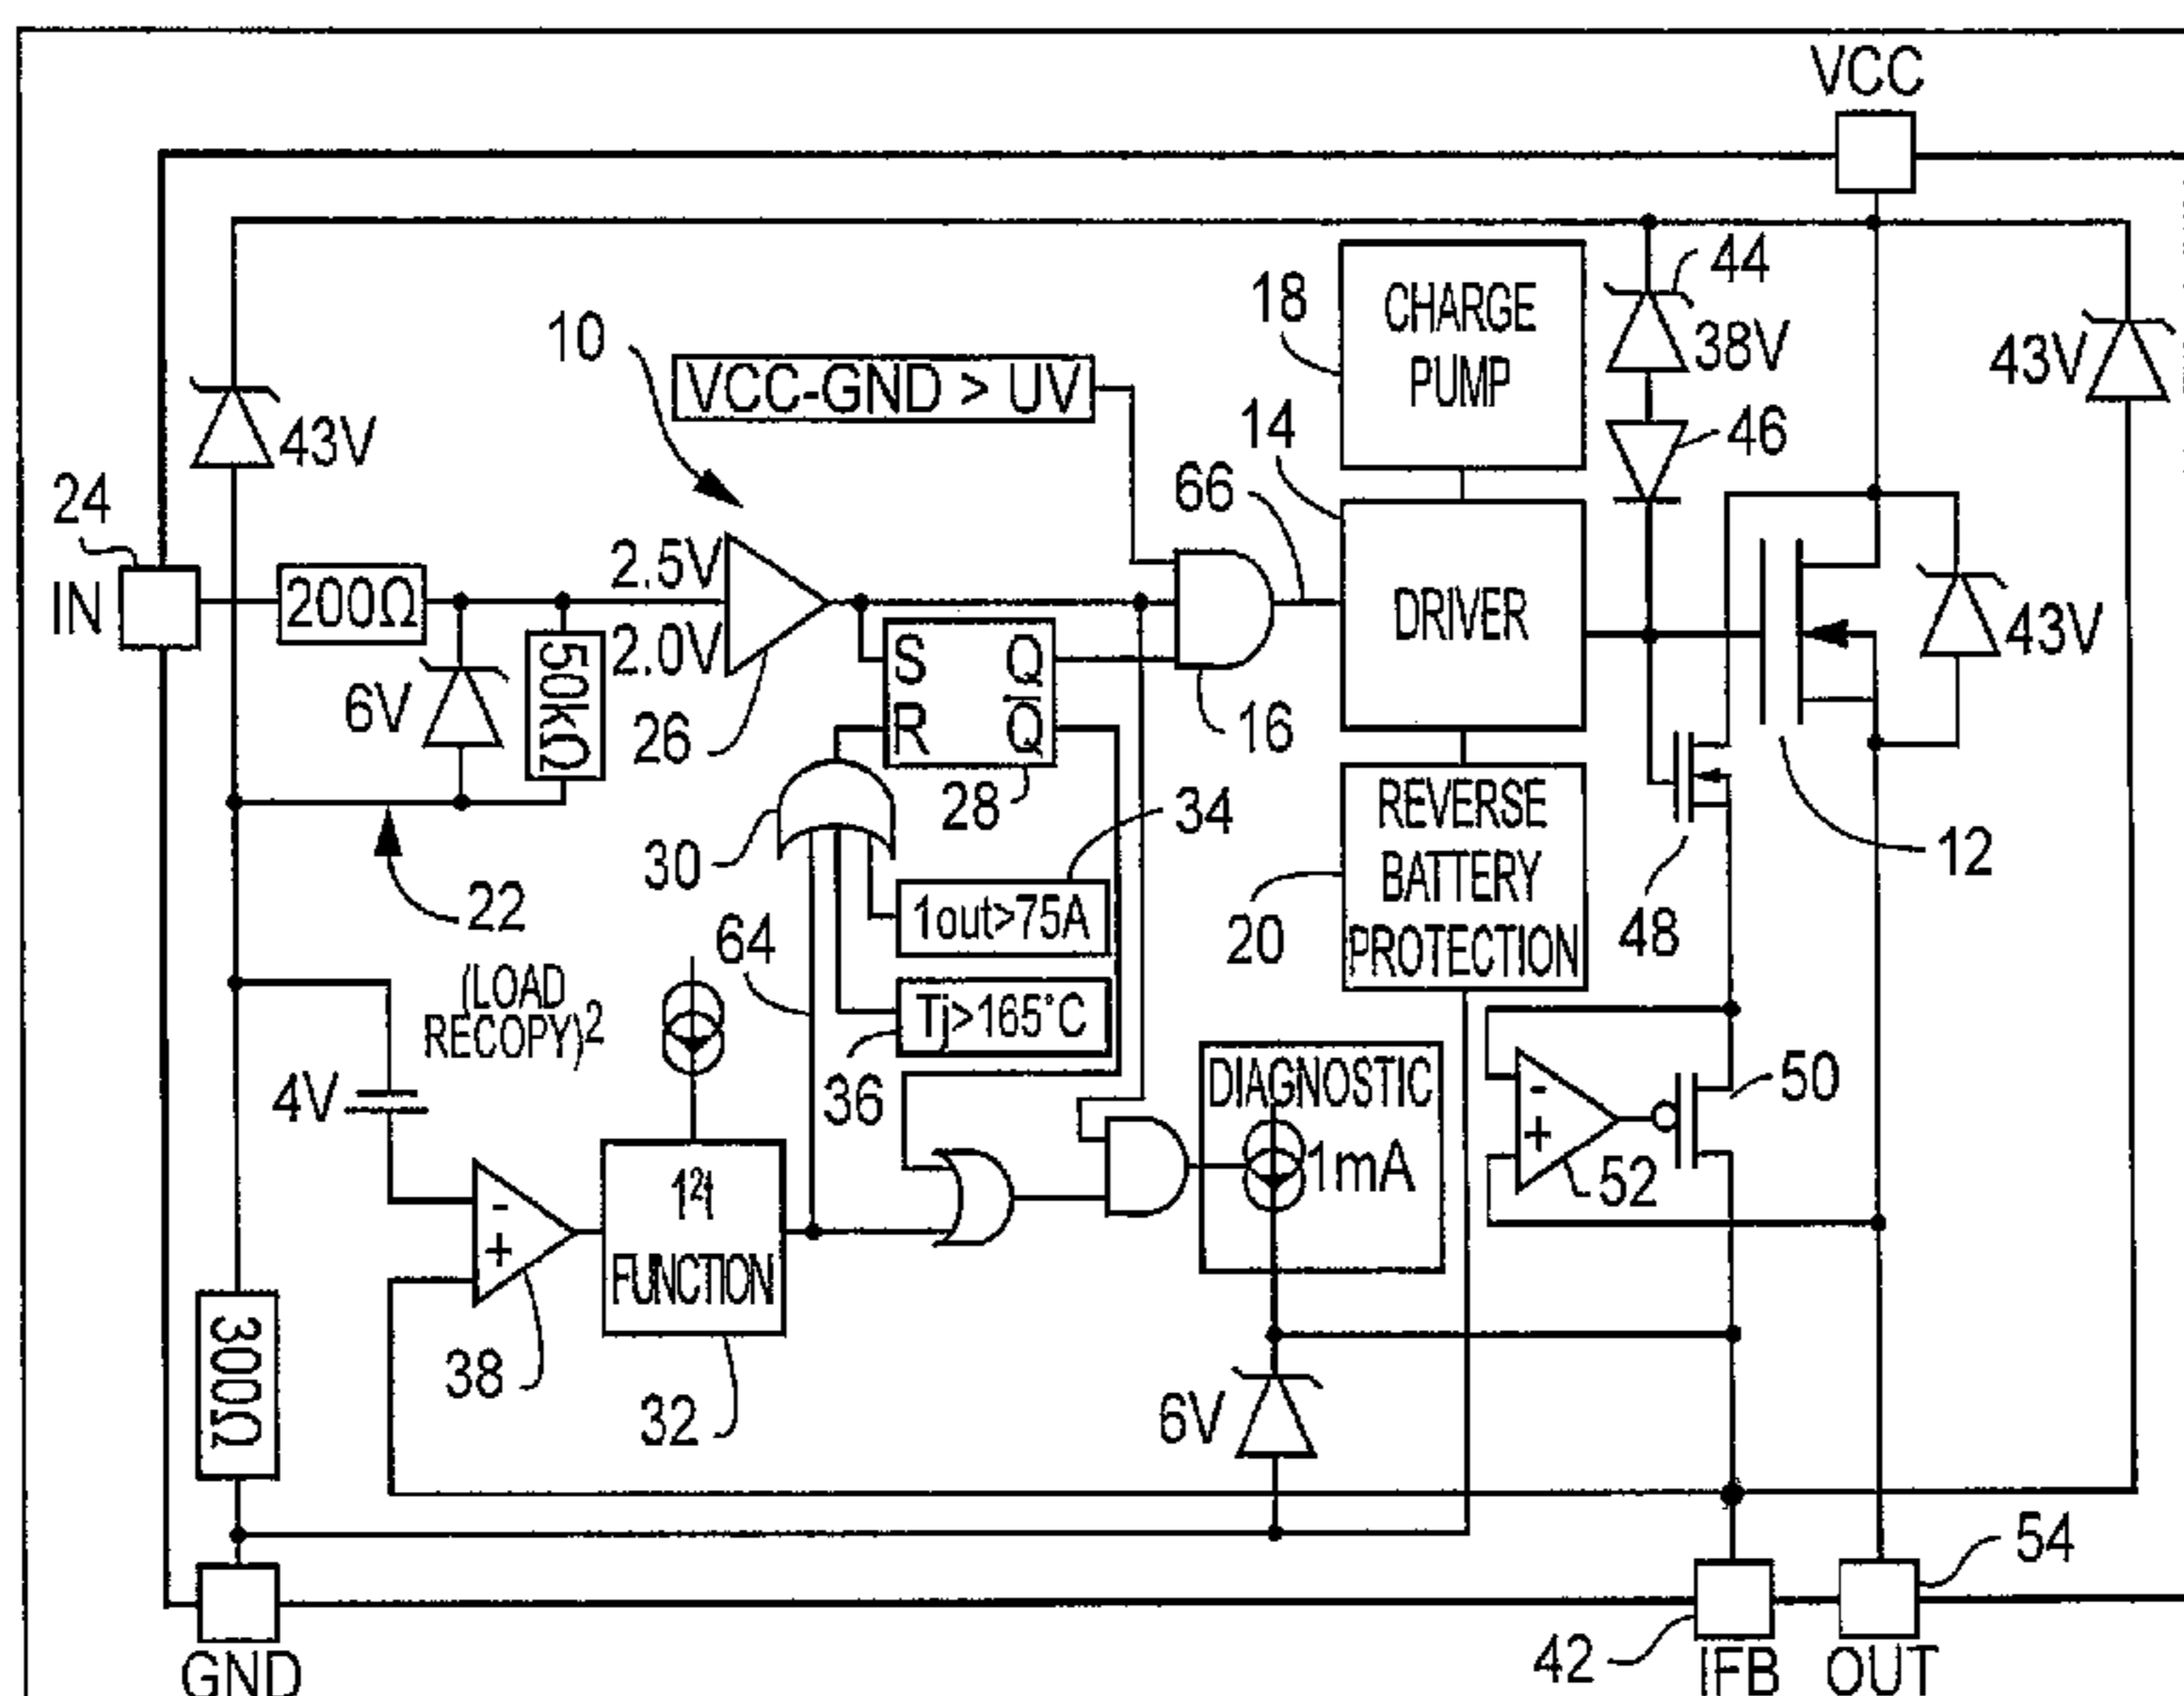 VCC
44
18
CHARGE
PUMP
38V
43V
10
VCC-GND > UV
43V
14
46
24
66
IN
200Ω
2.5V
2.0V
50kΩ
6V
26
S
Q
R
Q̅
28
16
DRIVER
43V
12
22
30
34
REVERSE
BATTERY
PROTECTION
20
48
1out>75A
64
(LOAD
RECOPY)²
Tj>165°C
36
4V
DIAGNOSTIC
1mA
-
+
50
52
-
+
1²t
FUNCTION
300Ω
38
32
6V
54
42
GND
IFB
OUT